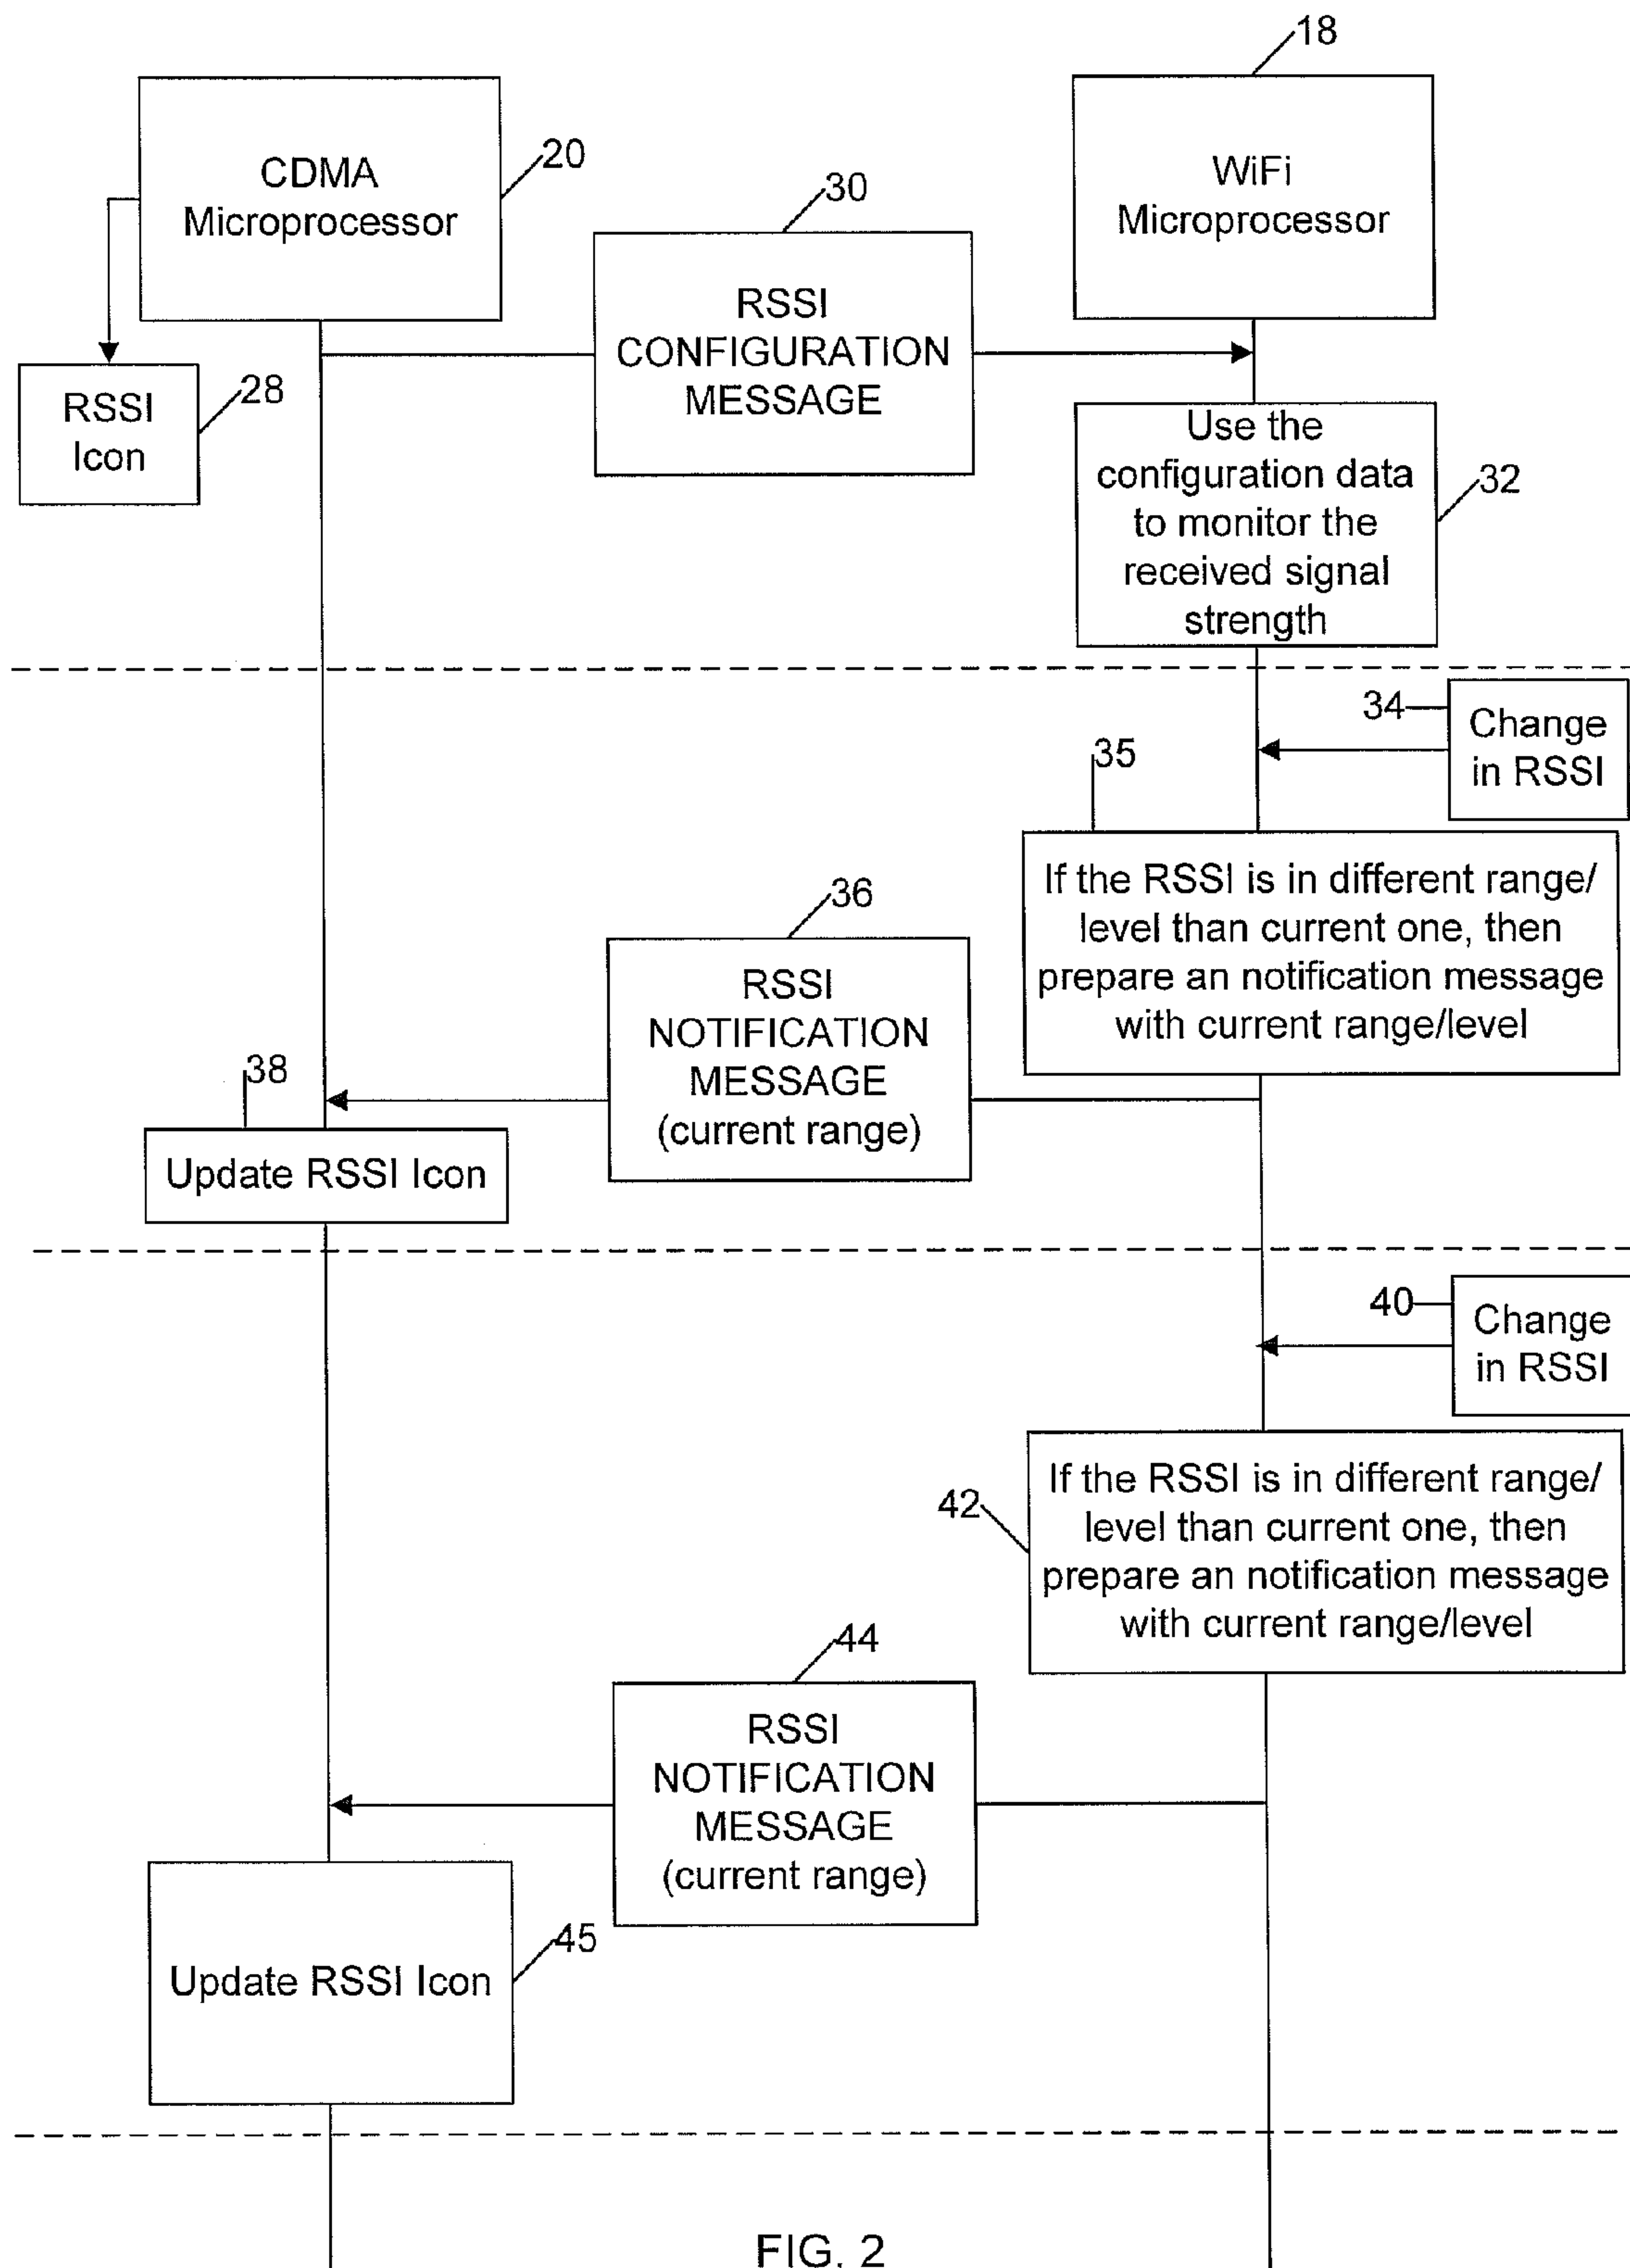 18
CDMA
Microprocessor
20
WiFi
Microprocessor
30
RSSI
CONFIGURATION
MESSAGE
RSSI
Icon
28
Use the
configuration data
to monitor the
received signal
strength
32
34
Change
in RSSI
35
If the RSSI is in different range/
level than current one, then
prepare an notification message
with current range/level
36
RSSI
NOTIFICATION
MESSAGE
(current range)
38
Update RSSI Icon
40
Change
in RSSI
42
If the RSSI is in different range/
level than current one, then
prepare an notification message
with current range/level
44
RSSI
NOTIFICATION
MESSAGE
(current range)
45
Update RSSI Icon
FIG. 2